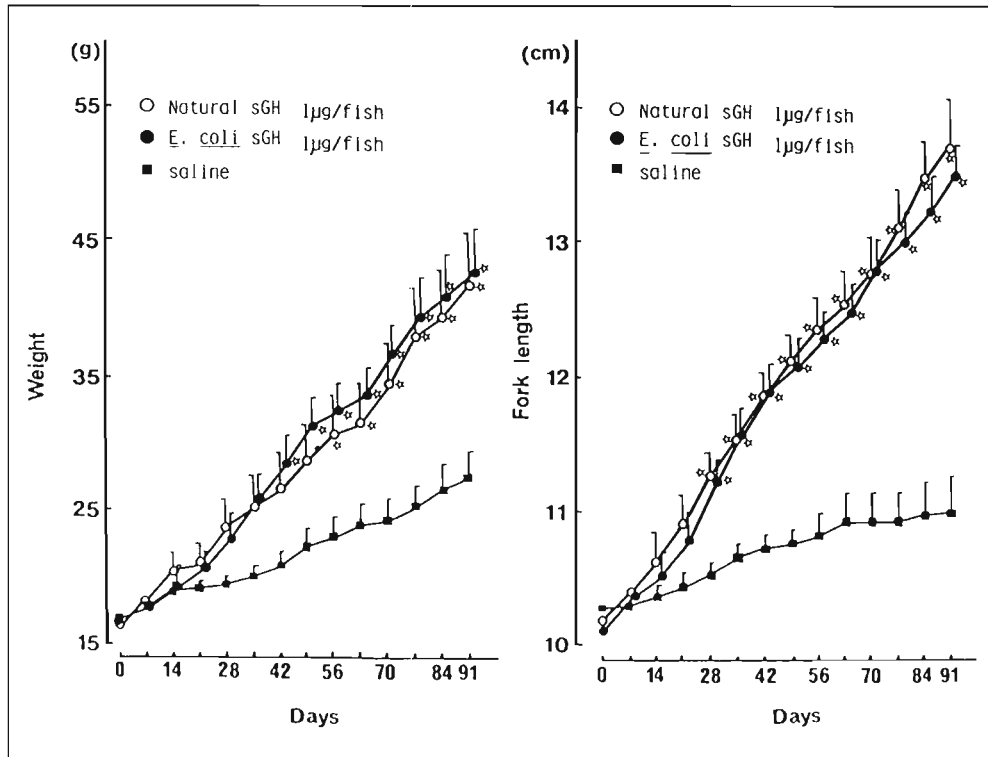 (g)
55
45
35
25
15
Weight
○ Natural sGH 1µg/fish
● E. coli sGH 1µg/fish
■ saline
0 14 28 42 56 70 84 91
Days
(cm)
14
13
12
11
10
Fork length
○ Natural sGH 1µg/fish
● E. coli sGH 1µg/fish
■ saline
0 14 28 42 56 70 84 91
Days